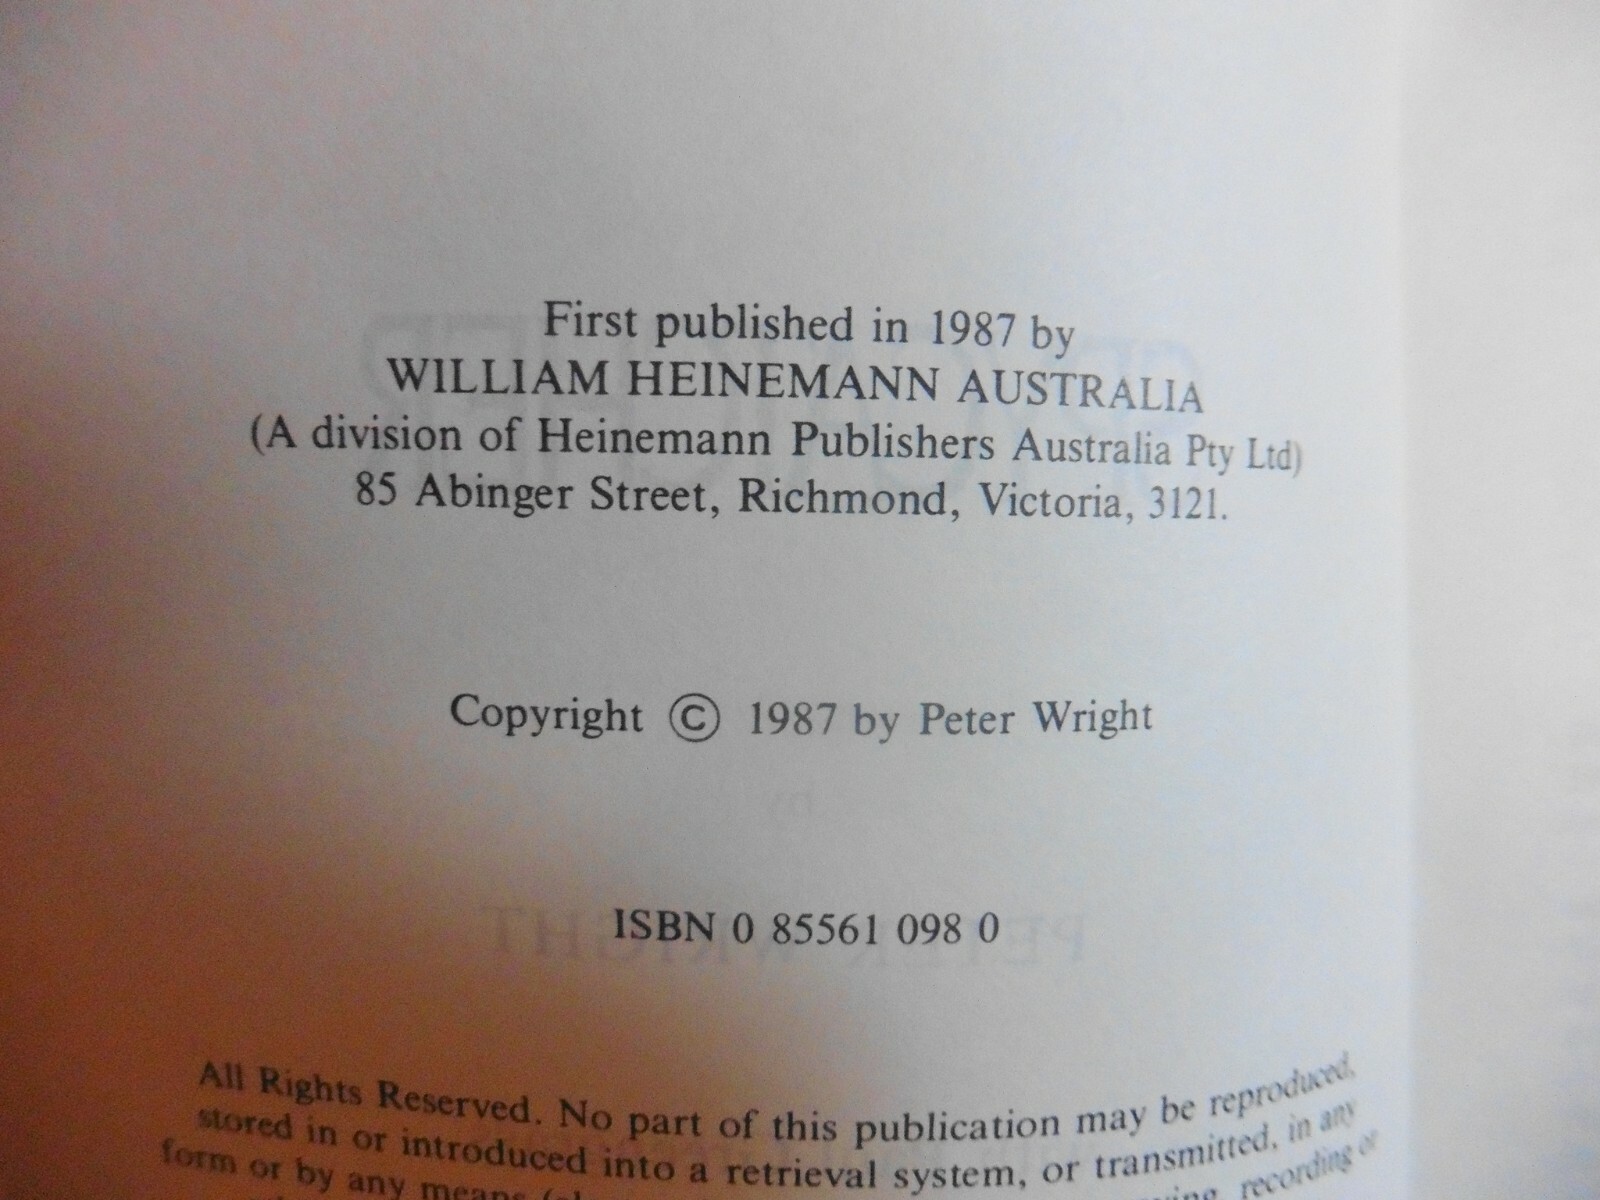 First published in 1987 by
WILLIAM HEINEMANN AUSTRALIA
(A division of Heinemann Publishers Australia Pty Ltd)
85 Abinger Street, Richmond, Victoria, 3121.
Copyright © 1987 by Peter Wright
ISBN 0 85561 098 0
All Rights Reserved. No part of this publication may be reproduced,
stored in or introduced into a retrieval system, or transmitted, in any
form or by any means recording or